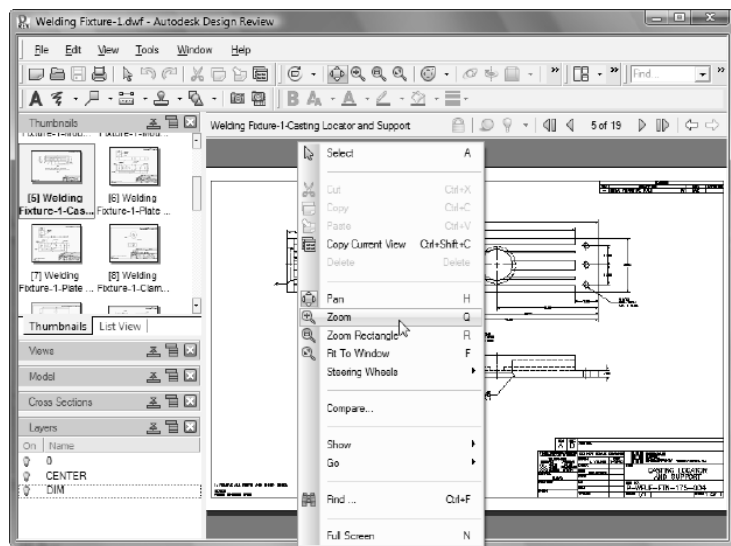 Welding Fixture-1.dwf - Autodesk Design Review
File Edit View Tools Window Help
Find
Thumbnails
Welding Fixture-1-Casting Locator and Support
5 of 19
[5] Welding Fixture-1-Cas...
[6] Welding Fixture-1-Plate ...
[7] Welding Fixture-1-Plate ...
[8] Welding Fixture-1-Clam...
Thumbnails List View
Views
Model
Cross Sections
Layers
On Name
0
CENTER
DIM
Select A
Cut Ctrl+X
Copy Ctrl+C
Paste Ctrl+V
Copy Current View Ctrl+Shift+C
Delete Delete
Pan H
Zoom Q
Zoom Rectangle R
Fit To Window F
Steering Wheels
Compare...
Show
Go
Find ... Ctrl+F
Full Screen N
CASTING LOCATOR
AND SUPPORT